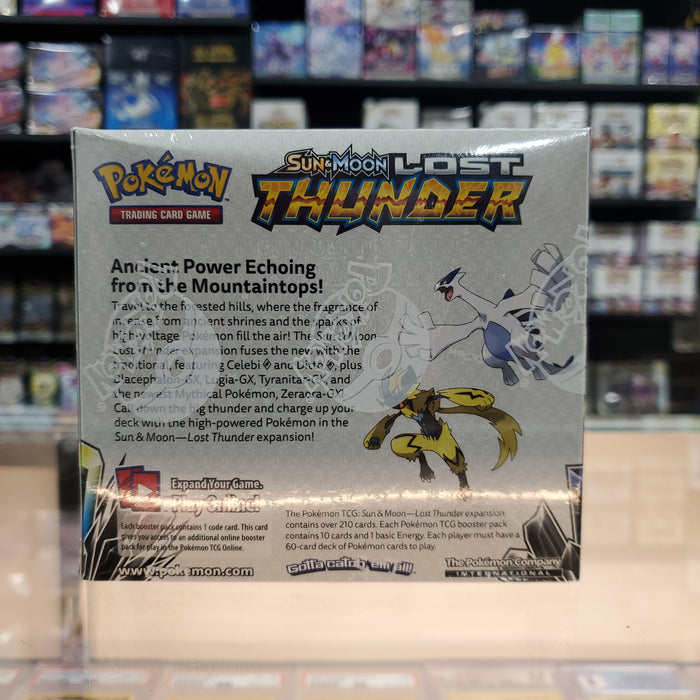 POKéMON™
TRADING CARD GAME
SUN & MOON LOST
THUNDER
Ancient Power Echoing
from the Mountaintops!
Travel to the forested hills, where the fragrance of
incense from ancient shrines and the sparks of
high-voltage Pokémon fill the air! The Sun & Moon—
Lost Thunder expansion fuses the new with the
traditional, featuring Celebi ◇ and Ditto ◇, plus
Blacephalon-GX, Lugia-GX, Tyranitar-GX, and
the newest Mythical Pokémon, Zeraora-GX!
Call down the big thunder and charge up your
deck with the high-powered Pokémon in the
Sun & Moon—Lost Thunder expansion!
Expand Your Game.
Play Online!
Each booster pack contains 1 code card. This card
gives you access to an additional online booster
pack for play in the Pokémon TCG Online.
www.pokemon.com
The Pokémon TCG: Sun & Moon—Lost Thunder expansion
contains over 210 cards. Each Pokémon TCG booster pack
contains 10 cards and 1 basic Energy. Each player must have a
60-card deck of Pokémon cards to play.
Gotta catch 'em all!
The Pokémon Company
INTERNATIONAL